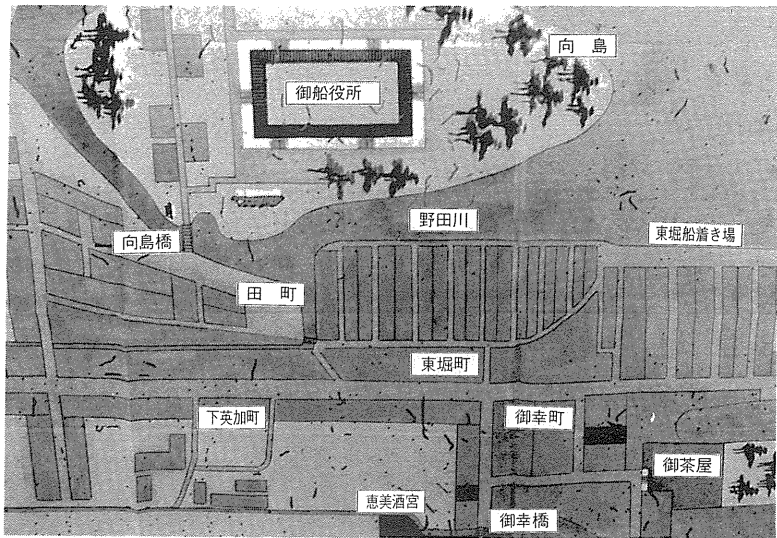 向島
御船役所
野田川
向島橋
東堀船着き場
田町
東堀町
下英加町
御幸町
御茶屋
恵美酒宮
御幸橋